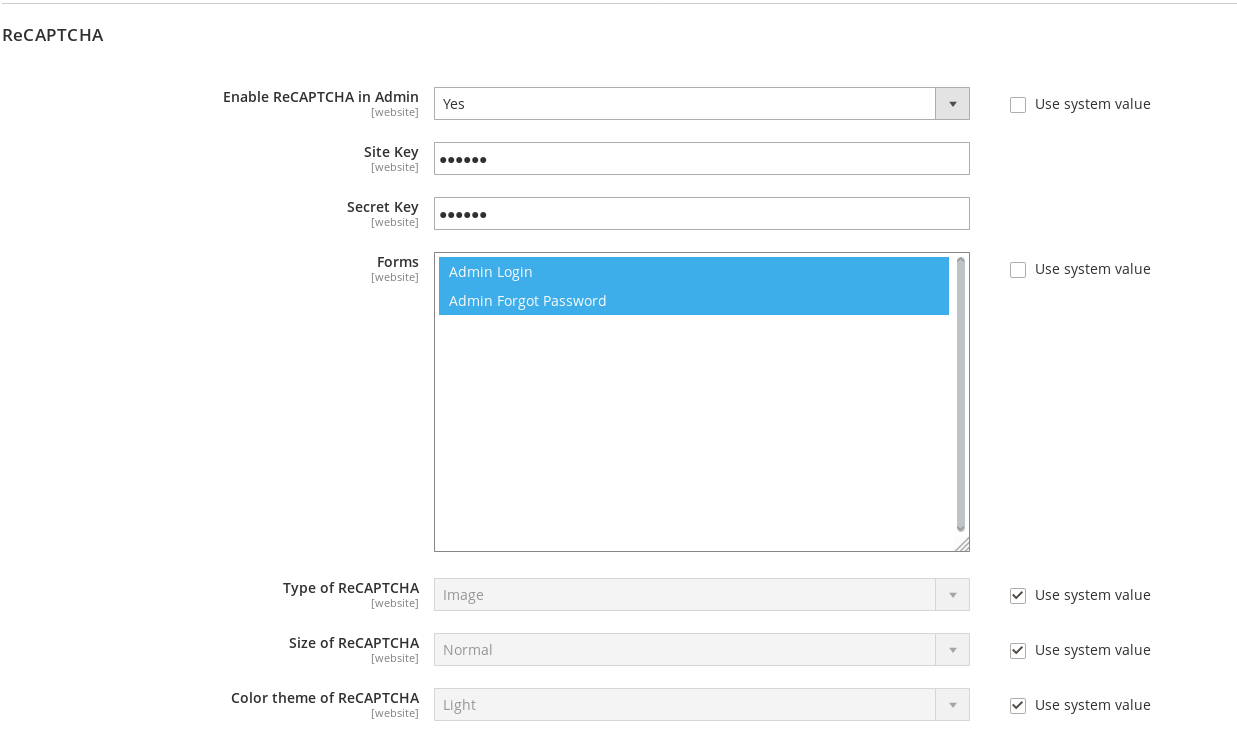 ReCAPTCHA
Enable ReCAPTCHA in Admin
[website]
Yes
Use system value
Site Key
[website]
••••••
Secret Key
[website]
••••••
Forms
[website]
Admin Login
Admin Forgot Password
Use system value
Type of ReCAPTCHA
[website]
Image
Use system value
Size of ReCAPTCHA
[website]
Normal
Use system value
Color theme of ReCAPTCHA
[website]
Light
Use system value